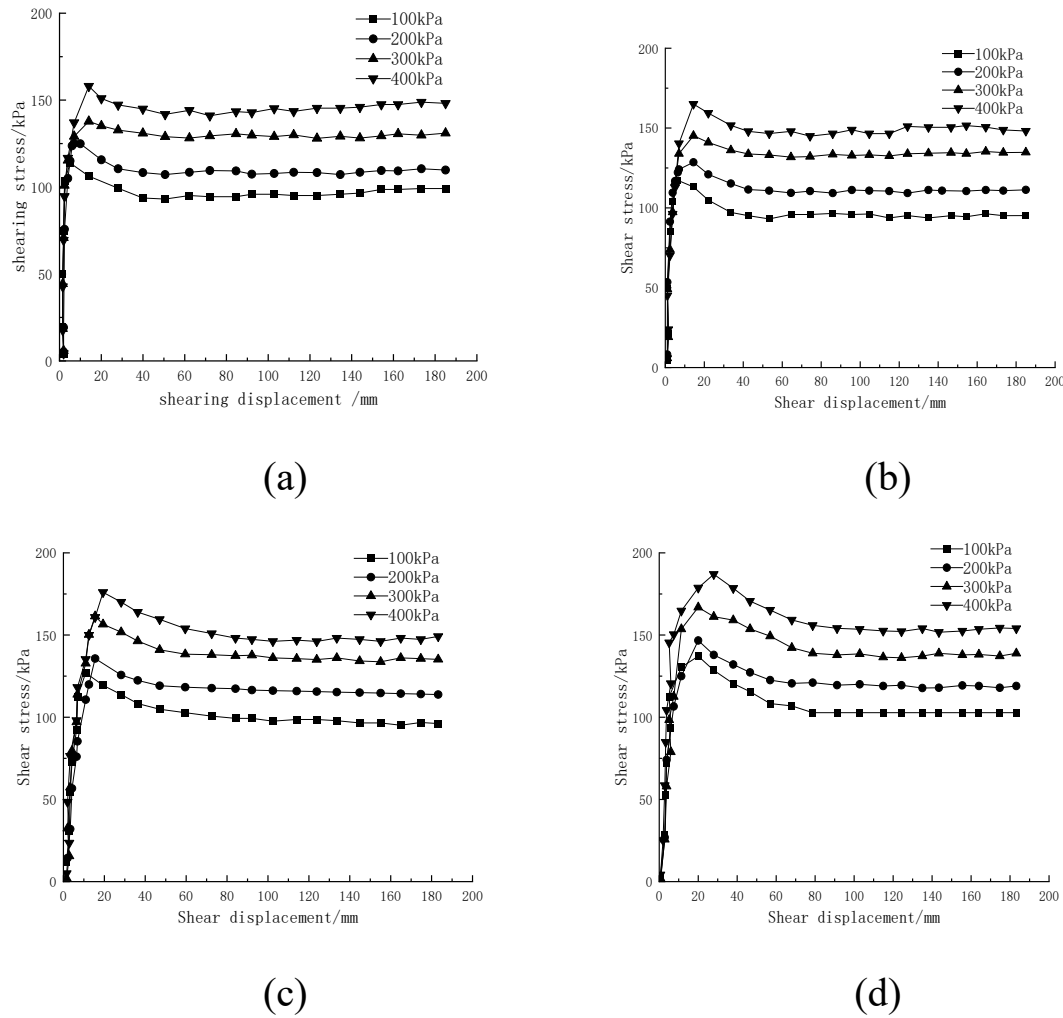 200
150
100
50
0
shearing stress/kPa
100kPa
200kPa
300kPa
400kPa
0 20 40 60 80 100 120 140 160 180 200
shearing displacement /mm
(a)
200
150
100
50
0
Shear stress/kPa
100kPa
200kPa
300kPa
400kPa
0 20 40 60 80 100 120 140 160 180 200
Shear displacement/mm
(b)
200
150
100
50
0
Shear stress/kPa
100kPa
200kPa
300kPa
400kPa
0 20 40 60 80 100 120 140 160 180 200
Shear displacement/mm
(c)
200
150
100
50
0
Shear stress/kPa
100kPa
200kPa
300kPa
400kPa
0 20 40 60 80 100 120 140 160 180 200
Shear displacement/mm
(d)